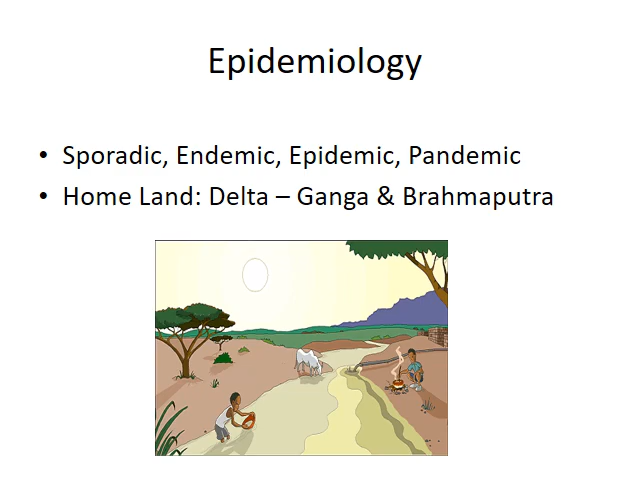 Epidemiology
• Sporadic, Endemic, Epidemic, Pandemic
• Home Land: Delta – Ganga & Brahmaputra